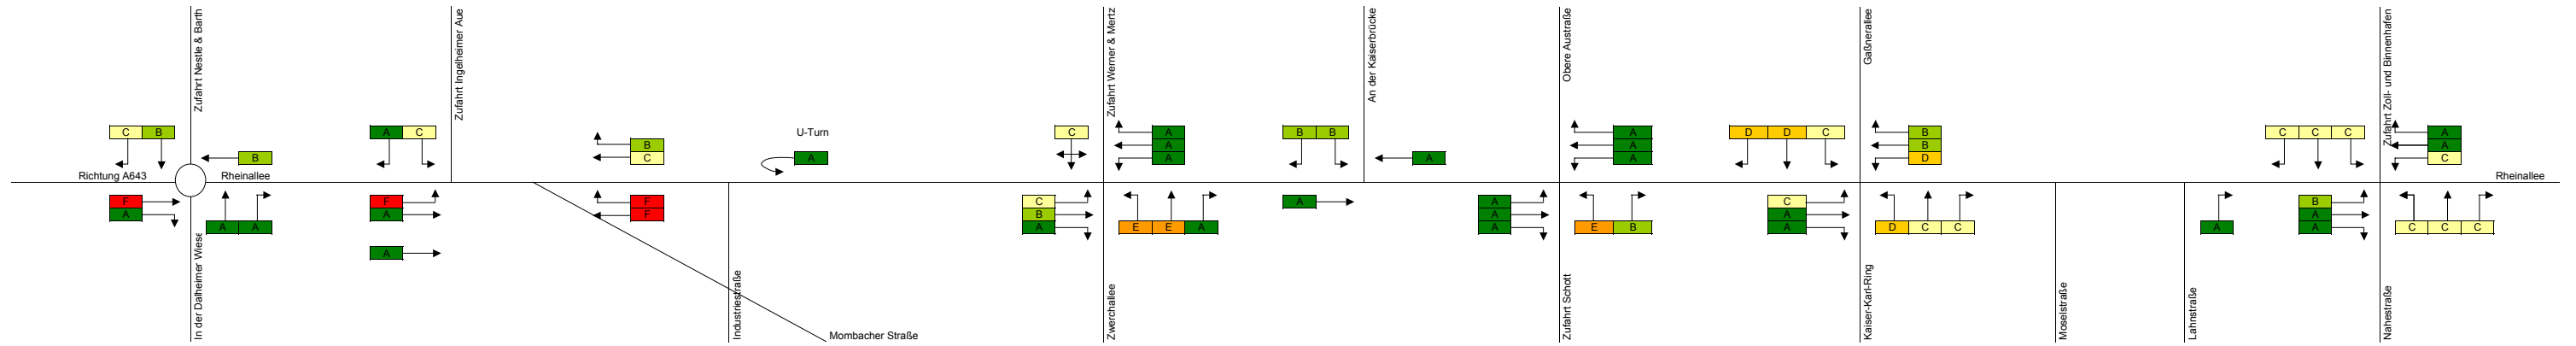 Zufahrt Nestle & Barth
Zufahrt Ingelheimer Aue
Zufahrt Werner & Mertz
An der Kaiserbrücke
Obere Austraße
Gaßnerallee
Zufahrt Zoll- und Binnenhafen
C B
A C
B
C
U-Turn
C
A
A
A
B B
A
A
A
D D C
B
B
D
C C C
A
A
C
B
A
A
Richtung A643
Rheinallee
Rheinallee
F
A
A A
F
A
A
F
F
C
B
A
E E A
A
A
A
A
E B
C
A
A
D C C
A
B
A
A
C C C
In der Dalheimer Wiese
Industriestraße
Mombacher Straße
Zwerchallee
Zufahrt Schott
Kaiser-Karl-Ring
Moselstraße
Lahnstraße
Nahestraße